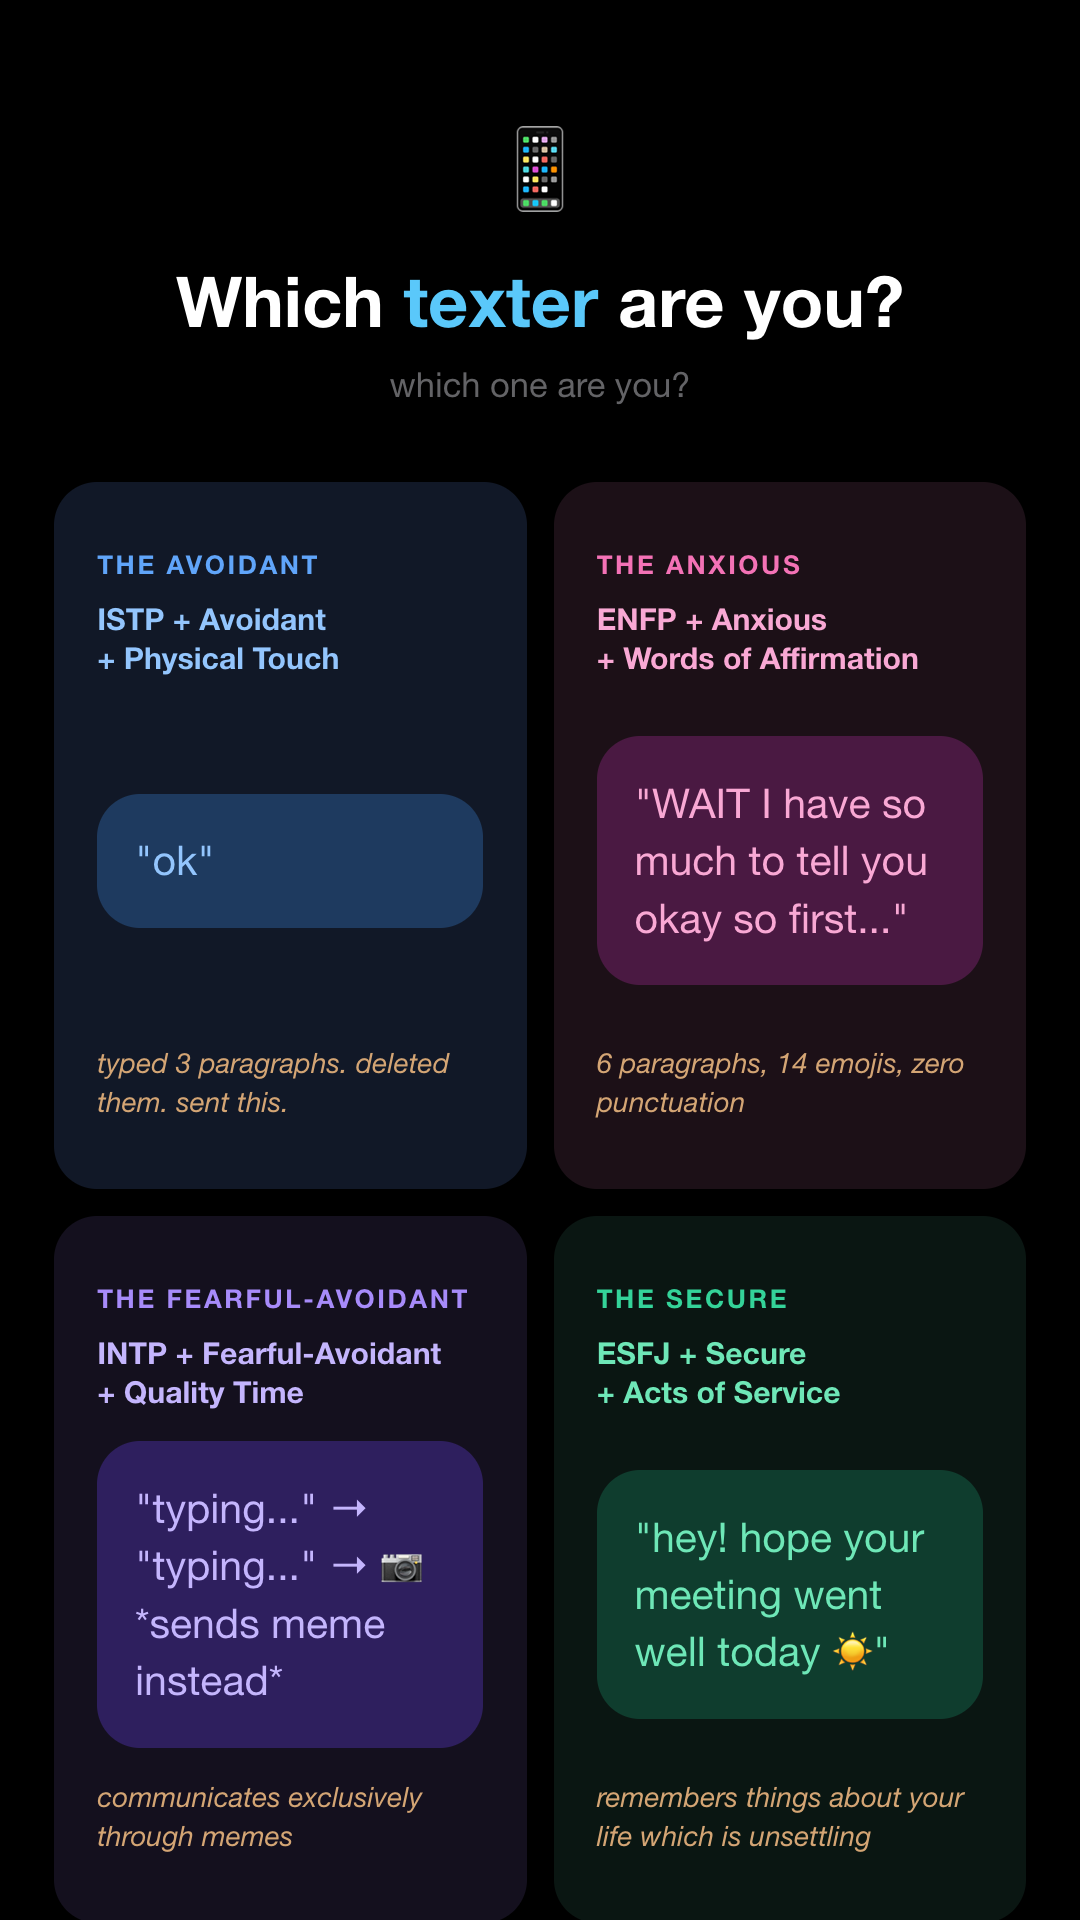 Which texter are you?
which one are you?
THE AVOIDANT
ISTP + Avoidant
+ Physical Touch
"ok"
typed 3 paragraphs. deleted
them. sent this.
THE ANXIOUS
ENFP + Anxious
+ Words of Affirmation
"WAIT I have so
much to tell you
okay so first..."
6 paragraphs, 14 emojis, zero
punctuation
THE FEARFUL-AVOIDANT
INTP + Fearful-Avoidant
+ Quality Time
"typing..." →
"typing..." → 📷
*sends meme
instead*
communicates exclusively
through memes
THE SECURE
ESFJ + Secure
+ Acts of Service
"hey! hope your
meeting went
well today ☀️"
remembers things about your
life which is unsettling